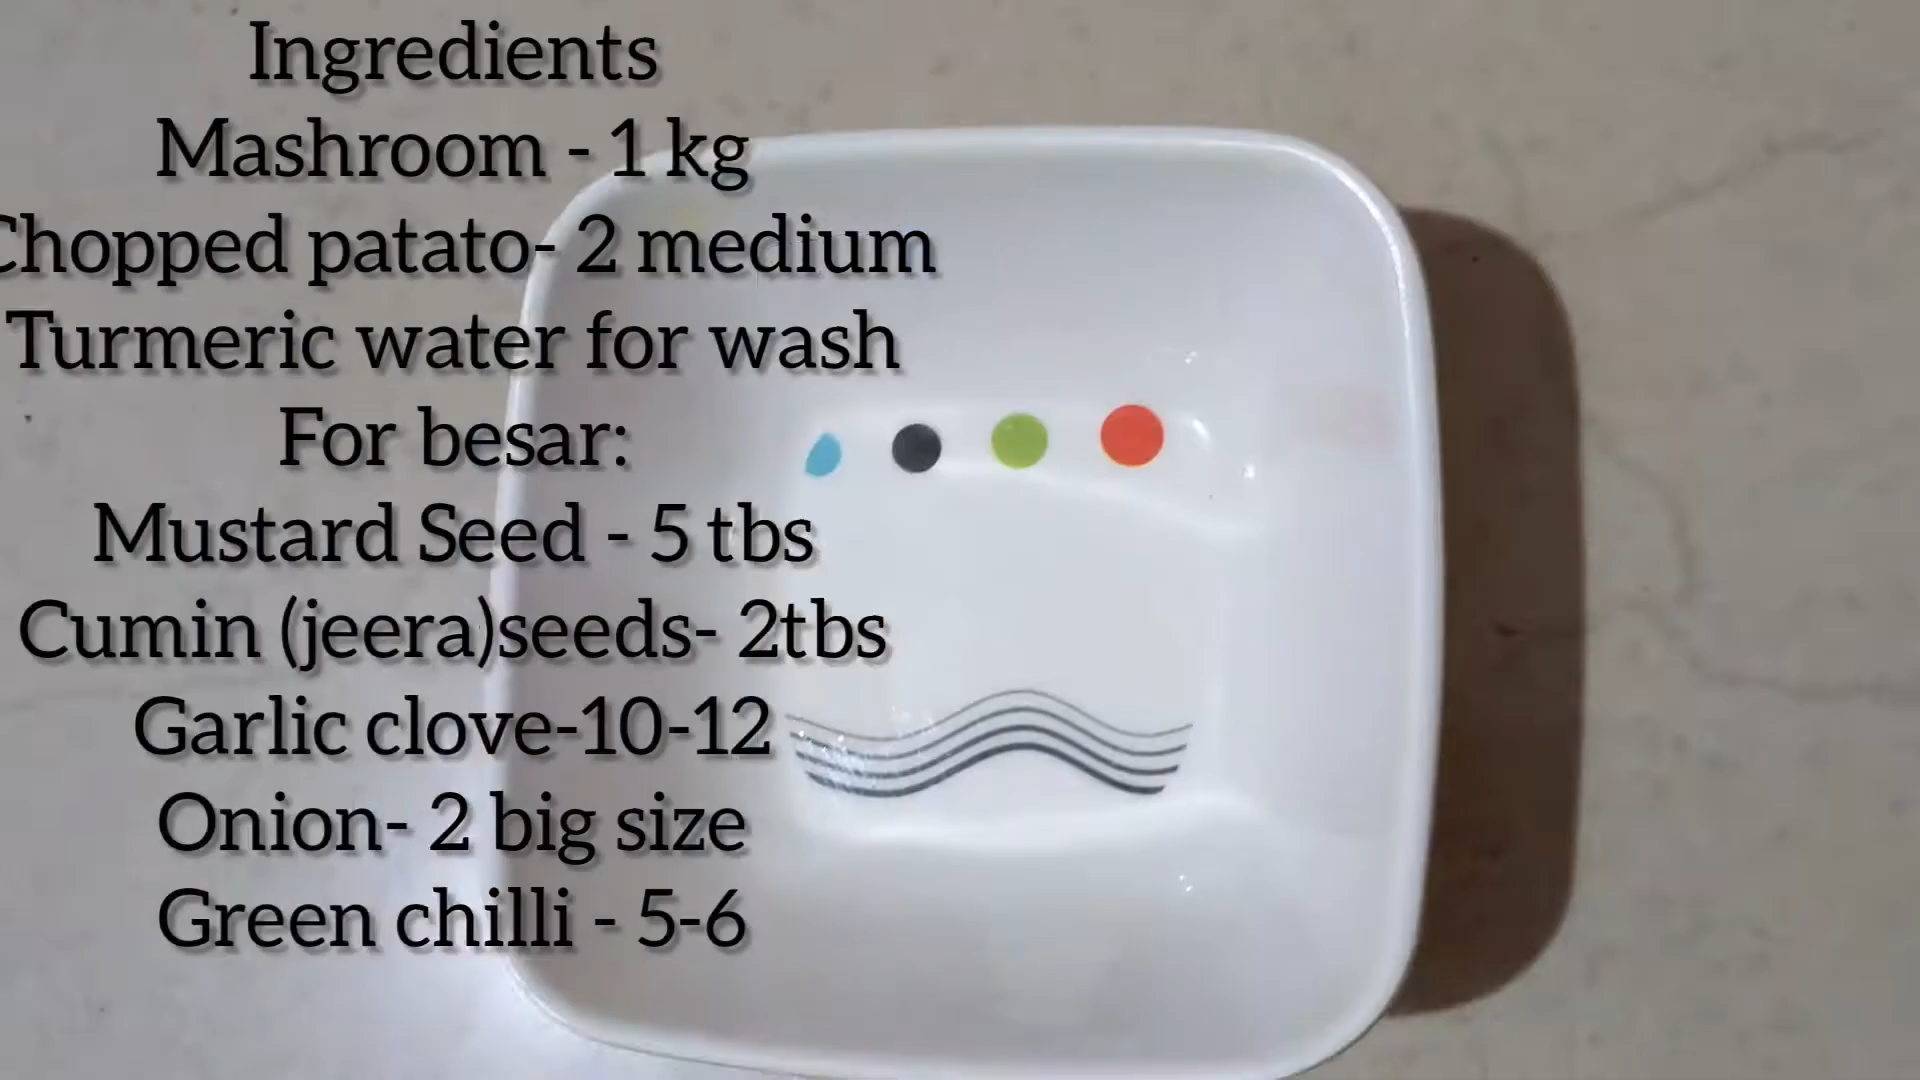 Ingredients
Mashroom - 1 kg
Chopped patato- 2 medium
Turmeric water for wash
For besar:
Mustard Seed - 5 tbs
Cumin (jeera)seeds- 2tbs
Garlic clove-10-12
Onion- 2 big size
Green chilli - 5-6